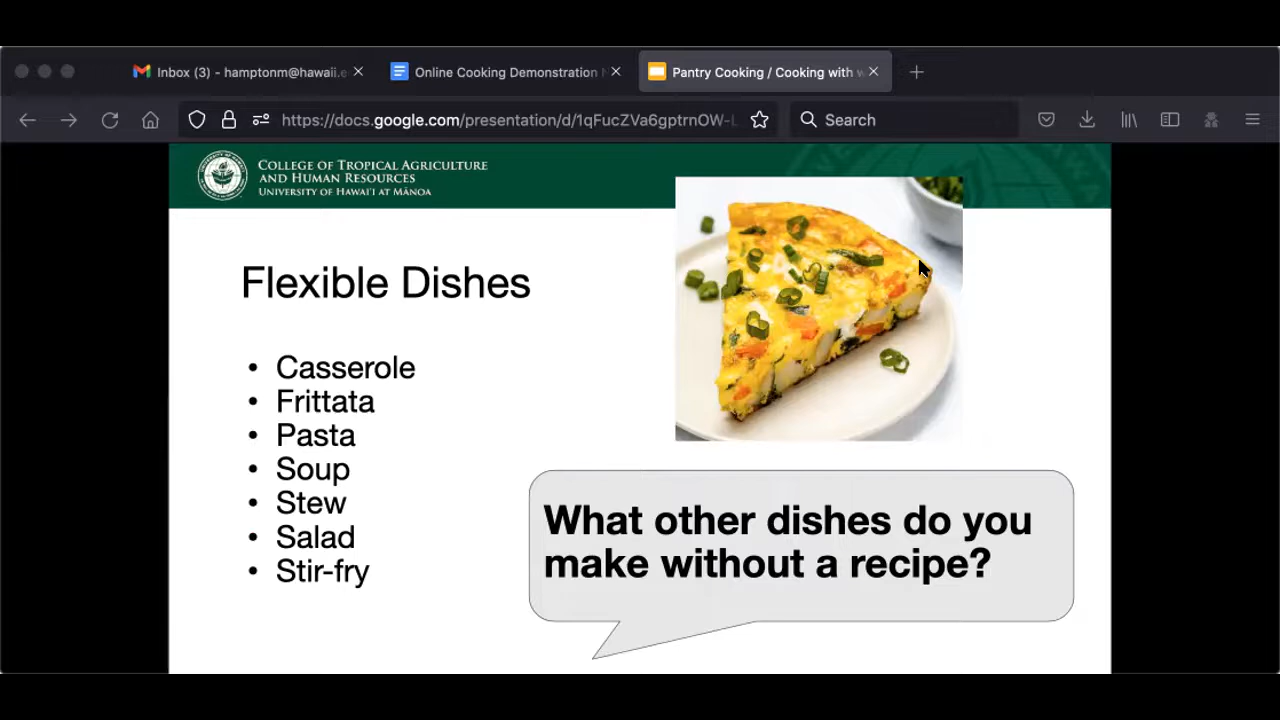 Inbox (3) - hamptonm@hawaii.e
Online Cooking Demonstration
Pantry Cooking / Cooking with w
https://docs.google.com/presentation/d/1qFucZVa6gptrnOW-L
Search
COLLEGE OF TROPICAL AGRICULTURE
AND HUMAN RESOURCES
UNIVERSITY OF HAWAI'I AT MĀNOA
Flexible Dishes
• Casserole
• Frittata
• Pasta
• Soup
• Stew
• Salad
• Stir-fry
What other dishes do you
make without a recipe?